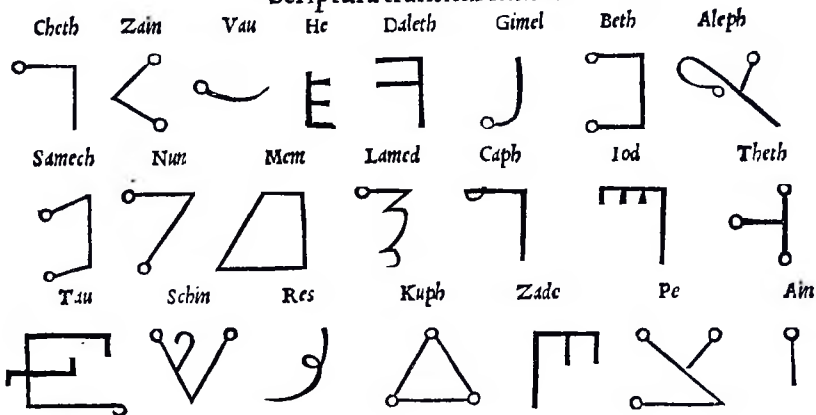 Cheth Zain Vau He Daleth Gimel Beth Aleph
Samech Nun Mem Lamed Caph Iod Theth
Tau Schin Res Kuph Zade Pe Ain